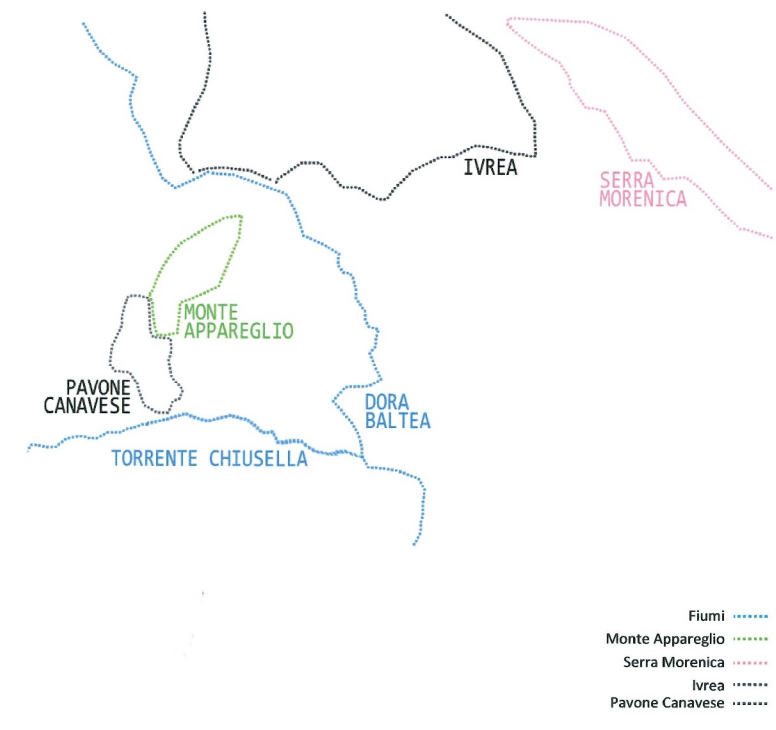 IVREA
SERRA
MORENICA
MONTE
APPAREGLIO
PAVONE
CANAVESE
DORA
BALTEA
TORRENTE CHIUSELLA
Fiumi
Monte Appareglio
Serra Morenica
Ivrea
Pavone Canavese